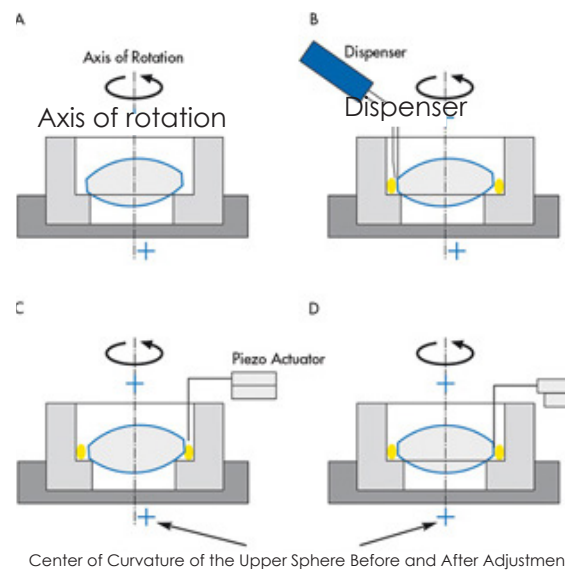 A
B
Axis of Rotation
Dispenser
Axis of rotation
Dispenser
C
D
Piezo Actuator
Center of Curvature of the Upper Sphere Before and After Adjustmen